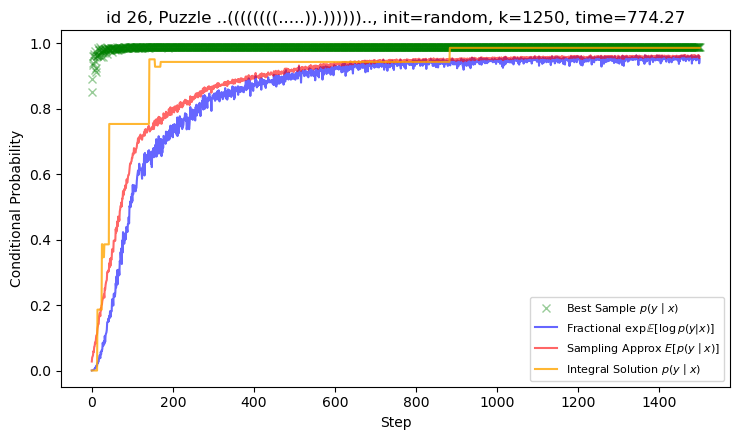 id 26, Puzzle ..((((((((.....)).)))))).., init=random, k=1250, time=774.27
1.0
0.8
0.6
0.4
0.2
0.0
Conditional Probability
0
200
400
600
800
1000
1200
1400
Step
Best Sample p(y | x)
Fractional exp𝔼[log p(y|x)]
Sampling Approx E[p(y | x)]
Integral Solution p(y | x)